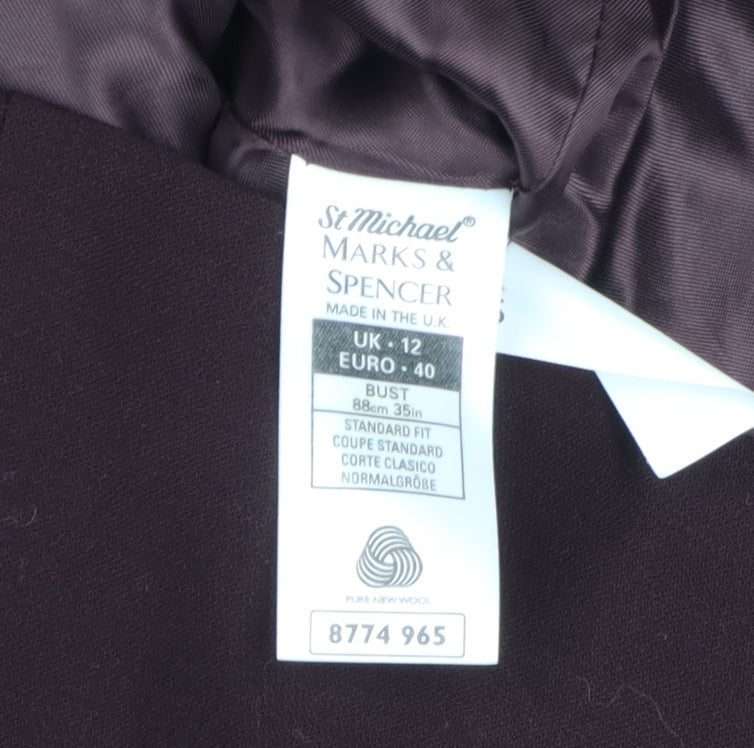 St Michael®
MARKS &
SPENCER
MADE IN THE U.K.
UK · 12
EURO · 40
BUST
88cm 35in
STANDARD FIT
COUPE STANDARD
CORTE CLASICO
NORMALGRÖßE
PURE NEW WOOL
8774 965